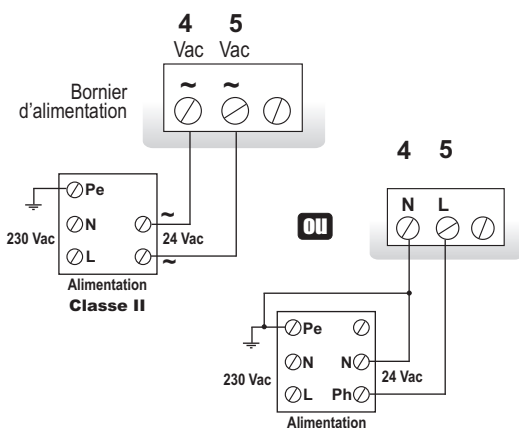 4 5
Vac Vac
~ ~
Bornier
d'alimentation
Pe
N
L
230 Vac
~
24 Vac
~
Alimentation
Classe II
ou
4 5
N L
Pe
N N
L Ph
230 Vac
24 Vac
Alimentation